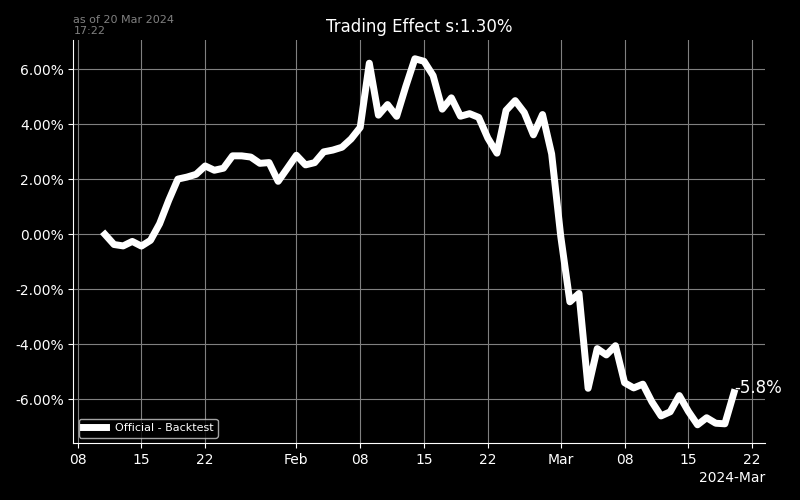 as of 20 Mar 2024
17:22
Trading Effect s:1.30%
6.00%
4.00%
2.00%
0.00%
-2.00%
-4.00%
-6.00%
-5.8%
Official - Backtest
08 15 22 Feb 08 15 22 Mar 08 15 22
2024-Mar